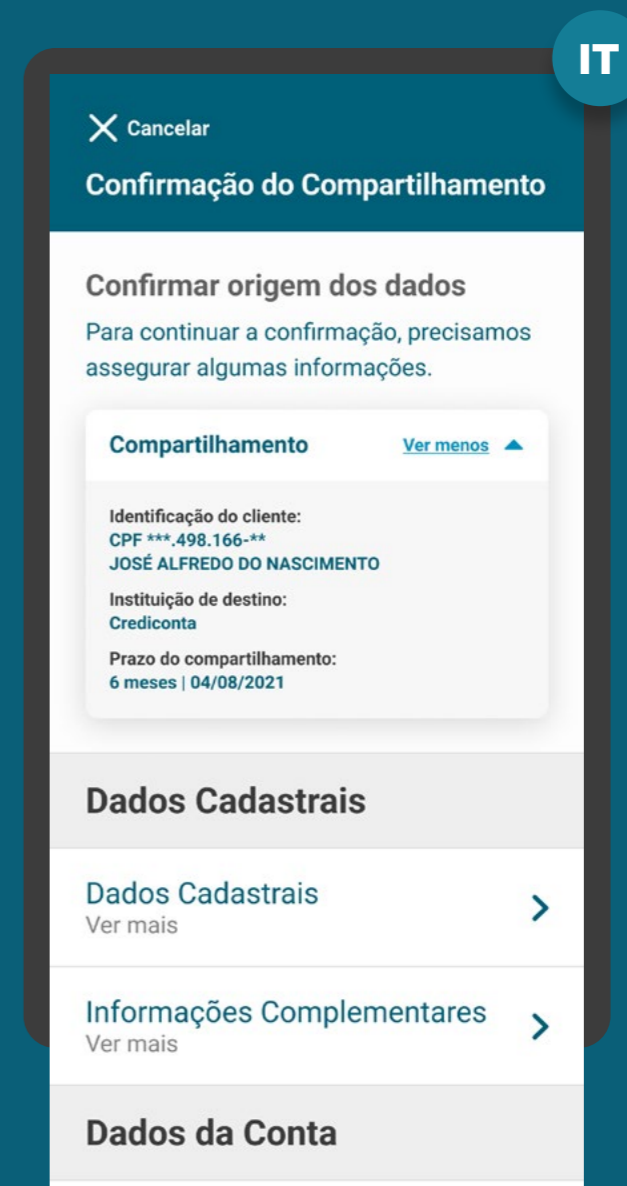 IT
Cancelar
Confirmação do Compartilhamento
Confirmar origem dos dados
Para continuar a confirmação, precisamos
assegurar algumas informações.
Compartilhamento Ver menos
Identificação do cliente:
CPF ***.498.166-**
JOSÉ ALFREDO DO NASCIMENTO
Instituição de destino:
Crediconta
Prazo do compartilhamento:
6 meses | 04/08/2021
Dados Cadastrais
Dados Cadastrais
Ver mais
Informações Complementares
Ver mais
Dados da Conta